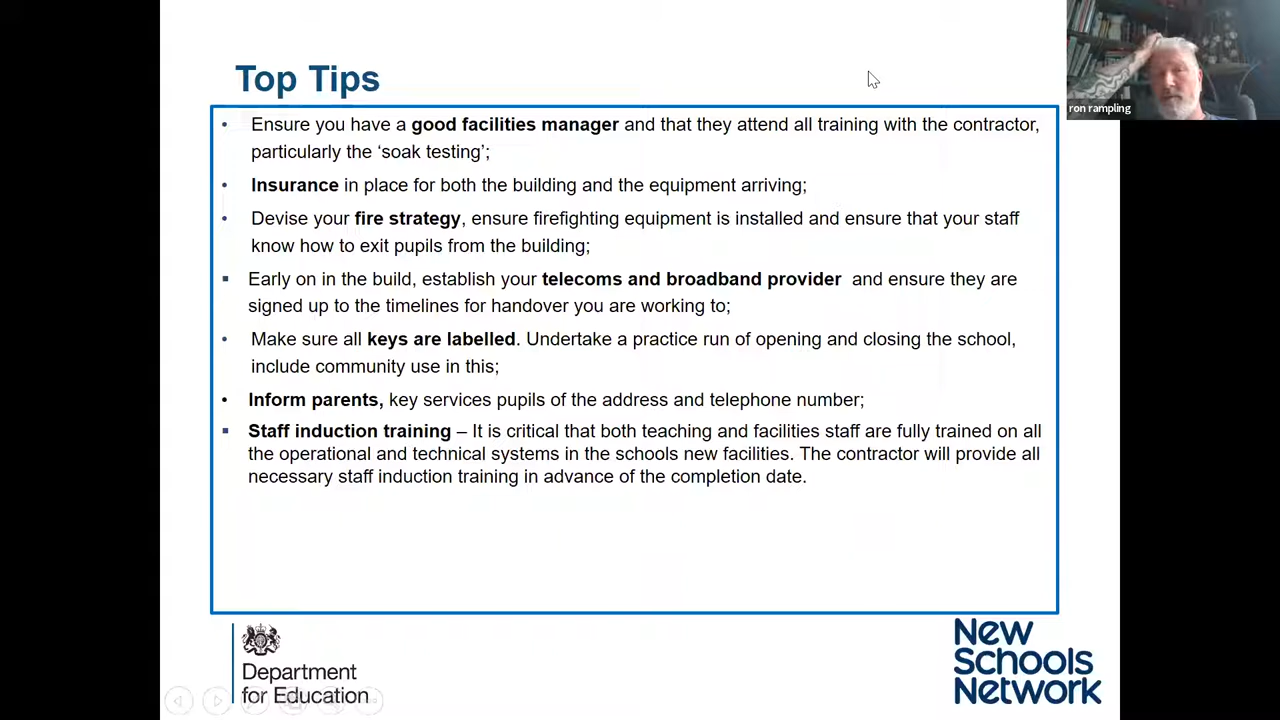 Top Tips
ron rampling
• Ensure you have a good facilities manager and that they attend all training with the contractor,
particularly the ‘soak testing’;
• Insurance in place for both the building and the equipment arriving;
• Devise your fire strategy, ensure firefighting equipment is installed and ensure that your staff
know how to exit pupils from the building;
▪ Early on in the build, establish your telecoms and broadband provider and ensure they are
signed up to the timelines for handover you are working to;
• Make sure all keys are labelled. Undertake a practice run of opening and closing the school,
include community use in this;
• Inform parents, key services pupils of the address and telephone number;
▪ Staff induction training – It is critical that both teaching and facilities staff are fully trained on all
the operational and technical systems in the schools new facilities. The contractor will provide all
necessary staff induction training in advance of the completion date.
Department
for Education
New
Schools
Network